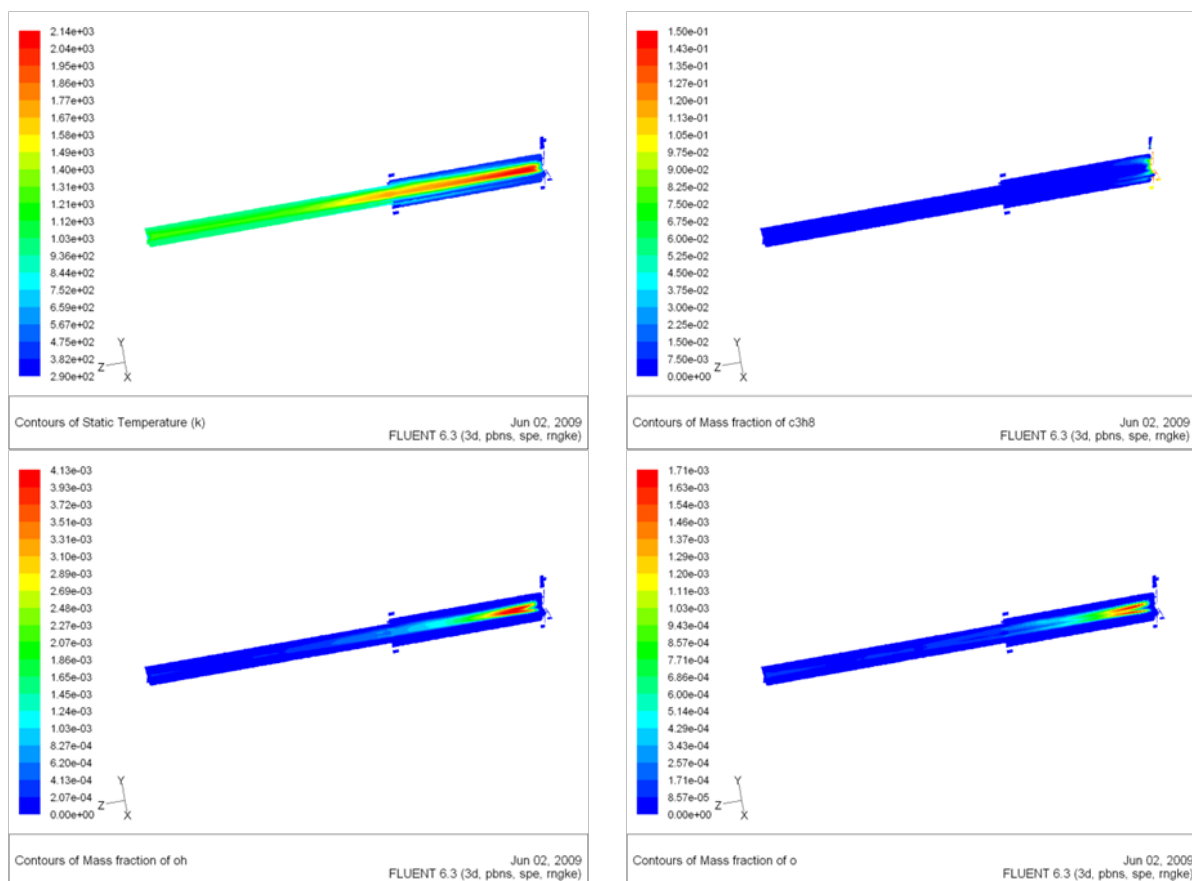 2.14e+03
2.04e+03
1.95e+03
1.86e+03
1.77e+03
1.67e+03
1.58e+03
1.49e+03
1.40e+03
1.31e+03
1.21e+03
1.12e+03
1.03e+03
9.36e+02
8.44e+02
7.52e+02
6.59e+02
5.67e+02
4.75e+02
3.82e+02
2.90e+02
Y
Z
X
Contours of Static Temperature (k)
Jun 02, 2009
FLUENT 6.3 (3d, pbns, spe, rngke)
1.50e-01
1.43e-01
1.35e-01
1.28e-01
1.20e-01
1.13e-01
1.05e-01
9.75e-02
9.00e-02
8.25e-02
7.50e-02
6.75e-02
6.00e-02
5.25e-02
4.50e-02
3.75e-02
3.00e-02
2.25e-02
1.50e-02
7.50e-03
0.00e+00
Y
Z
X
Contours of Mass fraction of c3h8
Jun 02, 2009
FLUENT 6.3 (3d, pbns, spe, rngke)
4.13e-03
3.93e-03
3.72e-03
3.51e-03
3.31e-03
3.10e-03
2.89e-03
2.69e-03
2.48e-03
2.27e-03
2.07e-03
1.86e-03
1.65e-03
1.45e-03
1.24e-03
1.03e-03
8.27e-04
6.20e-04
4.13e-04
2.07e-04
0.00e+00
Y
Z
X
Contours of Mass fraction of oh
Jun 02, 2009
FLUENT 6.3 (3d, pbns, spe, rngke)
1.71e-03
1.63e-03
1.54e-03
1.46e-03
1.37e-03
1.29e-03
1.20e-03
1.11e-03
1.03e-03
9.43e-04
8.57e-04
7.71e-04
6.86e-04
6.00e-04
5.14e-04
4.29e-04
3.43e-04
2.57e-04
1.71e-04
8.57e-05
0.00e+00
Y
Z
X
Contours of Mass fraction of o
Jun 02, 2009
FLUENT 6.3 (3d, pbns, spe, rngke)